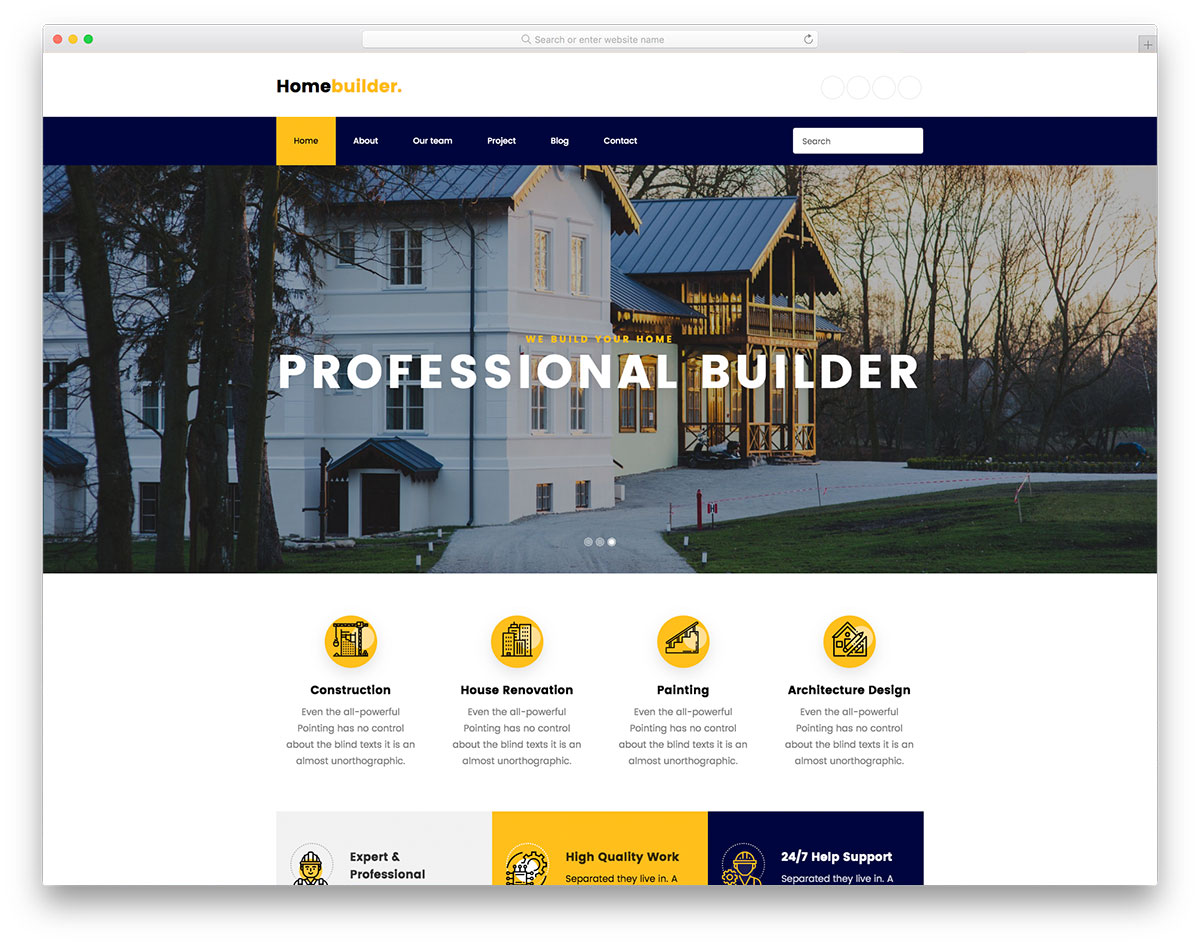 Search or enter website name
Homebuilder.
Home About Our team Project Blog Contact Search
WE BUILD YOUR HOME
PROFESSIONAL BUILDER
Construction
Even the all-powerful
Pointing has no control
about the blind texts it is an
almost unorthographic.
House Renovation
Even the all-powerful
Pointing has no control
about the blind texts it is an
almost unorthographic.
Painting
Even the all-powerful
Pointing has no control
about the blind texts it is an
almost unorthographic.
Architecture Design
Even the all-powerful
Pointing has no control
about the blind texts it is an
almost unorthographic.
Expert &
Professional
High Quality Work
Separated they live in. A
24/7 Help Support
Separated they live in. A